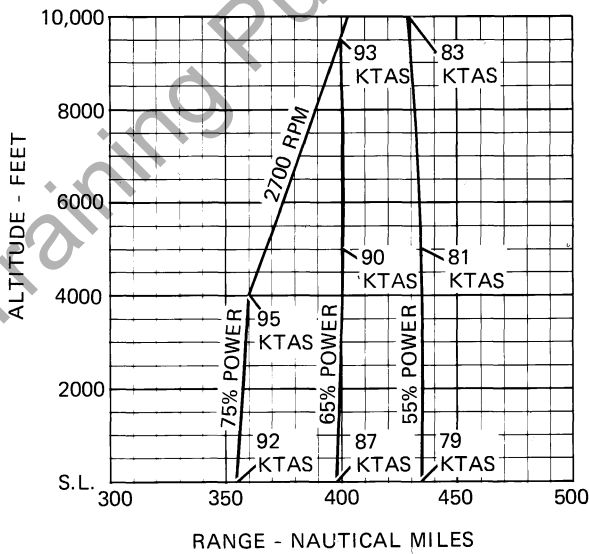 Training Pu
10,000
8000
6000
4000
2000
S.L.
ALTITUDE - FEET
93
KTAS
83
KTAS
2700 RPM
90
KTAS
81
KTAS
95
KTAS
75% POWER
65% POWER
55% POWER
92
KTAS
87
KTAS
79
KTAS
300
350
400
450
500
RANGE - NAUTICAL MILES